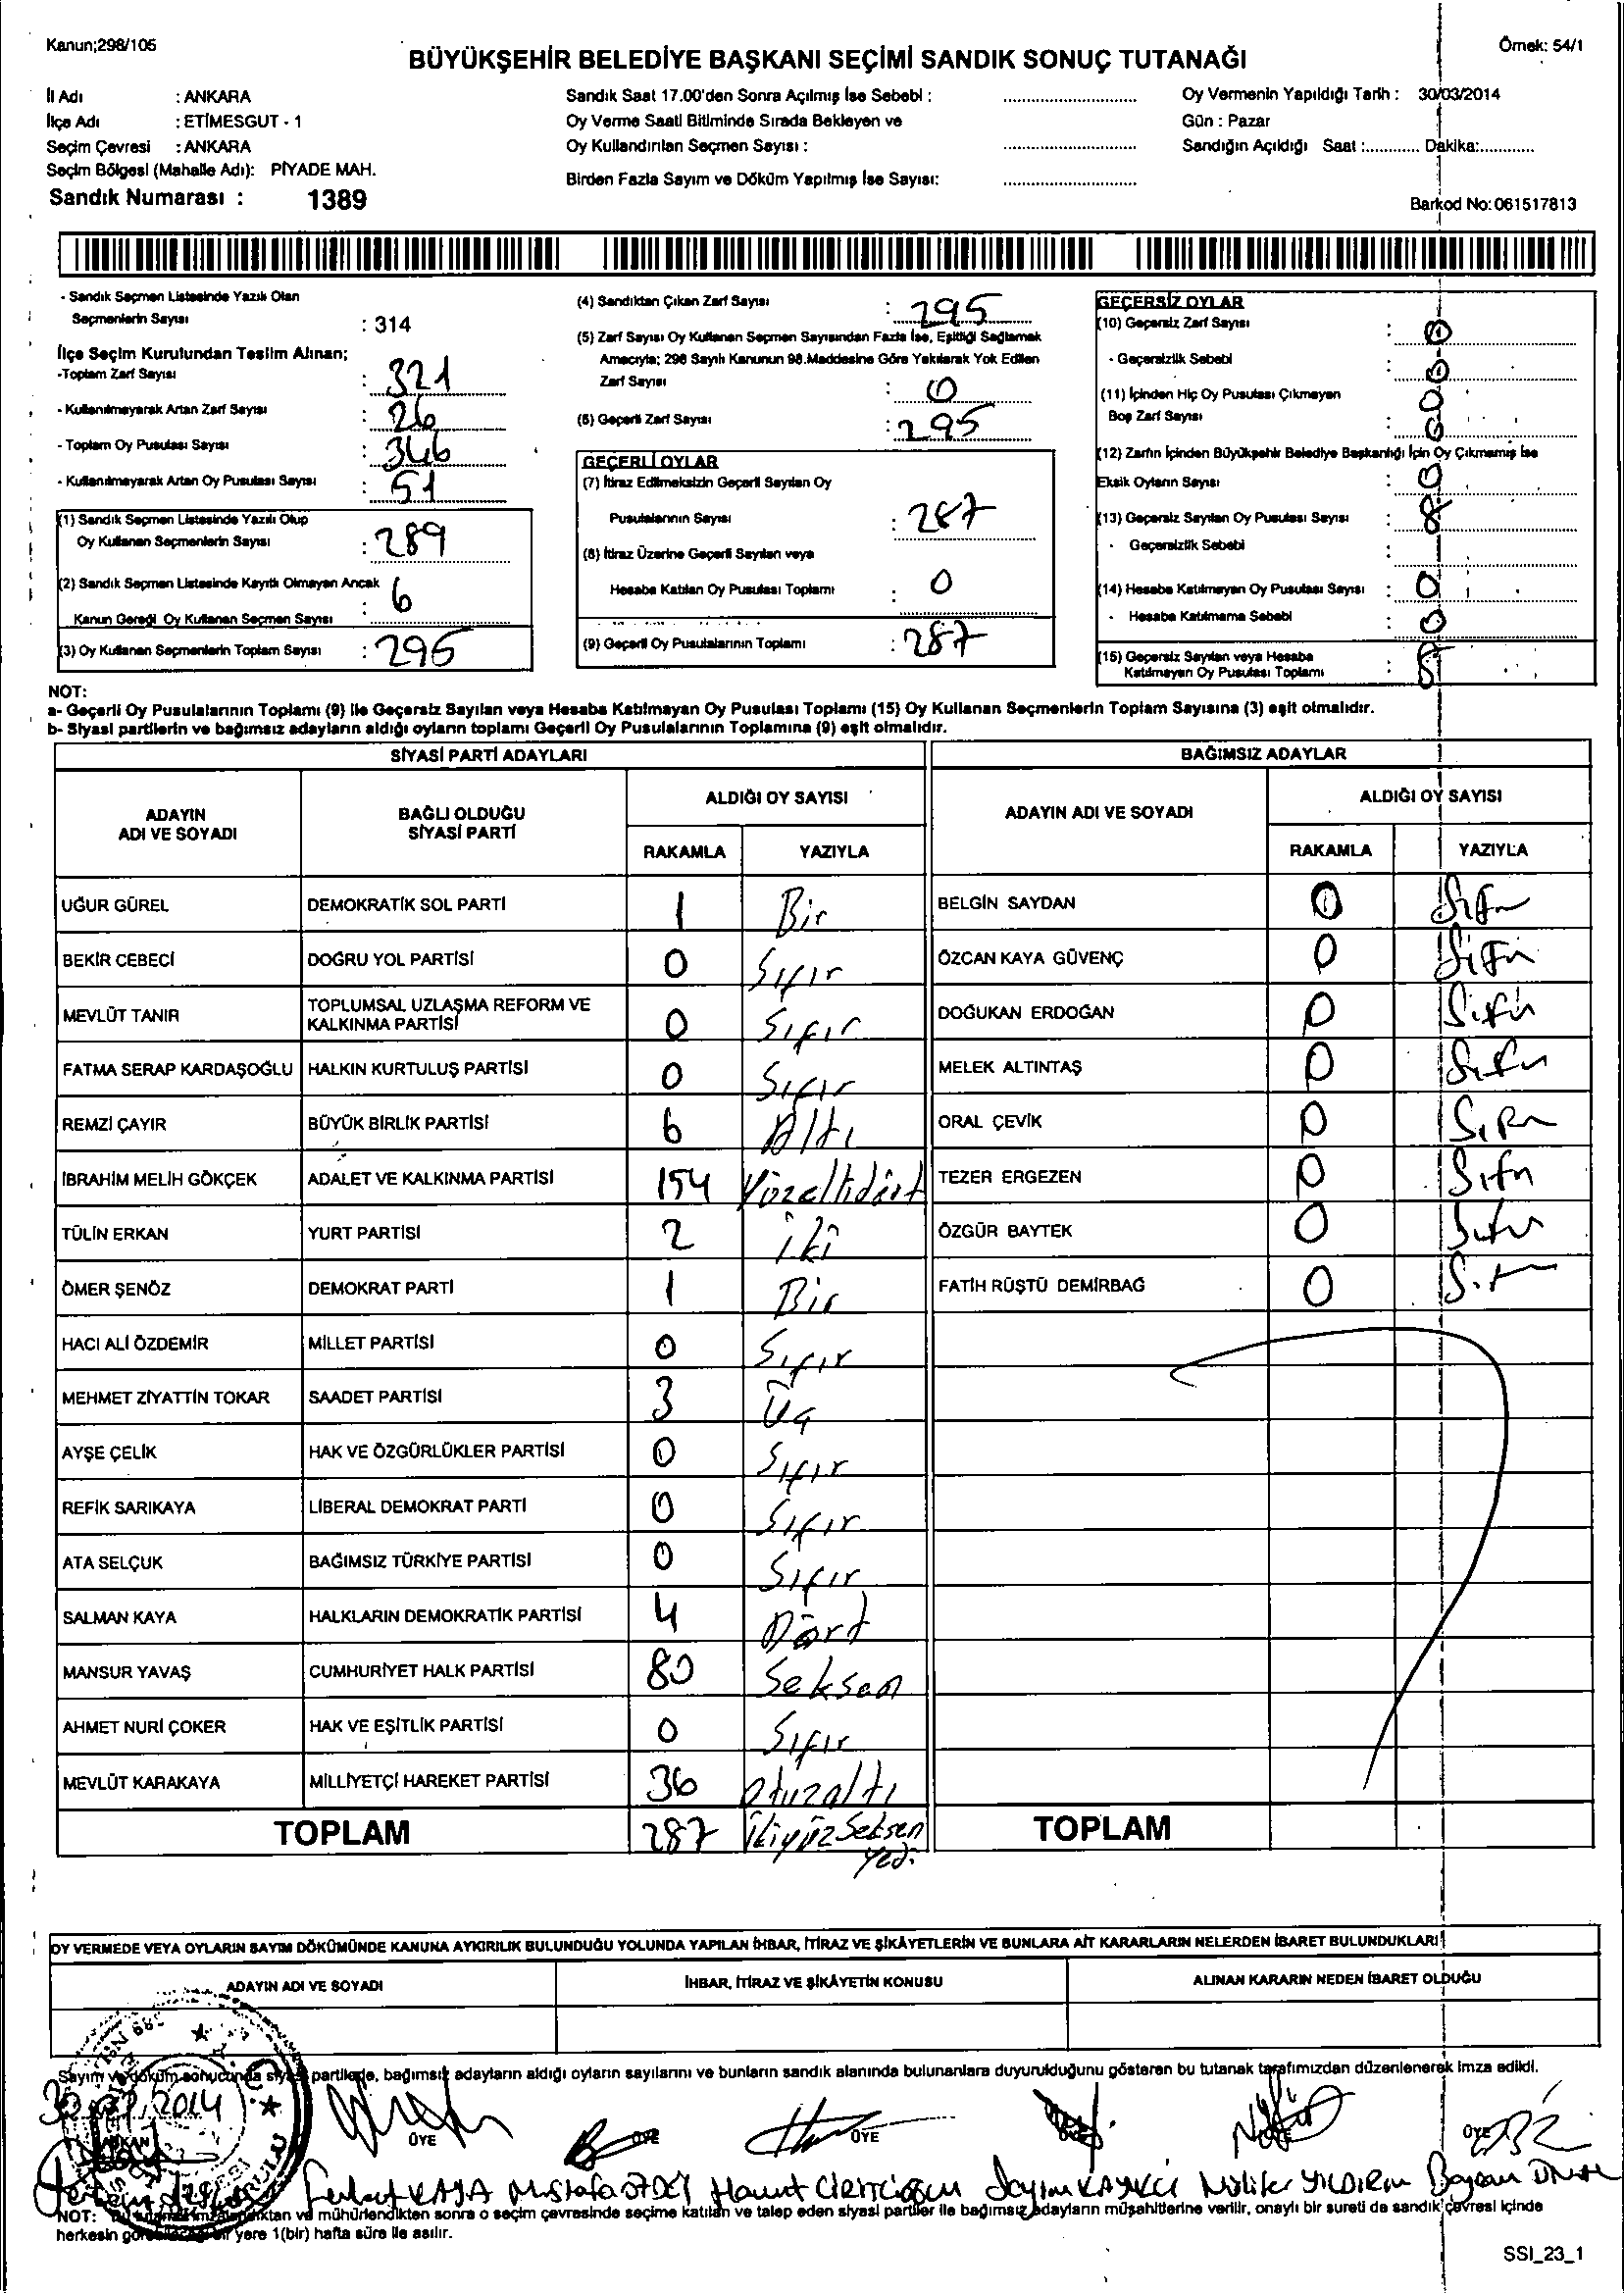 Kanun;298/105
BÜYÜKŞEHİR BELEDİYE BAŞKANI SEÇİMİ SANDIK SONUÇ TUTANAĞI
Örnek: 54/1
İl Adı : ANKARA
İlçe Adı : ETİMESGUT - 1
Seçim Çevresi : ANKARA
Seçim Bölgesi (Mahalle Adı): PİYADE MAH.
Sandık Numarası : 1389
Sandık Saat 17.00'den Sonra Açılmış İse Sebebi : ............
Oy Verme Saati Bitiminde Sırada Bekleyen ve
Oy Kullandırılan Seçmen Sayısı : ............
Birden Fazla Sayım ve Döküm Yapılmış İse Sayısı: ............
Oy Vermenin Yapıldığı Tarih : 30/03/2014
Gün : Pazar
Sandığın Açıldığı Saat :............ Dakika:............
Barkod No:061517813
- Sandık Seçmen Listesinde Yazılı Olan
Seçmenlerin Sayısı : 314
İlçe Seçim Kurulundan Teslim Alınan;
-Toplam Zarf Sayısı : 321
- Kullanılmayarak Artan Zarf Sayısı : 26
- Toplam Oy Pusulası Sayısı : 346
- Kullanılmayarak Artan Oy Pusulası Sayısı : 51
(1) Sandık Seçmen Listesinde Yazılı Olup
Oy Kullanan Seçmenlerin Sayısı : 289
(2) Sandık Seçmen Listesinde Kayıtlı Olmayan Ancak
Kanun Gereği Oy Kullanan Seçmen Sayısı : 6
(3) Oy Kullanan Seçmenlerin Toplam Sayısı : 295
(4) Sandıktan Çıkan Zarf Sayısı : 295
(5) Zarf Sayısı Oy Kullanan Seçmen Sayısından Fazla İse, Eşitliği Sağlamak
Amacıyla; 298 Sayılı Kanunun 98.Maddesine Göre Yakılarak Yok Edilen
Zarf Sayısı : 0
(6) Geçerli Zarf Sayısı : 295
GEÇERLİ OYLAR
(7) İtiraz Edilmeksizin Geçerli Sayılan Oy
Pusulalarının Sayısı : 287
(8) İtiraz Üzerine Geçerli Sayılan veya
Hesaba Katılan Oy Pusulası Toplamı : 0
(9) Geçerli Oy Pusulalarının Toplamı : 287
GEÇERSİZ OYLAR
(10) Geçersiz Zarf Sayısı : 0
- Geçersizlik Sebebi : 0
(11) İçinden Hiç Oy Pusulası Çıkmayan 0
Boş Zarf Sayısı : 0
(12) Zarfın İçinden Büyükşehir Belediye Başkanlığı İçin Oy Çıkmamış İse
Eksik Oyların Sayısı : 0
(13) Geçersiz Sayılan Oy Pusulası Sayısı : 8
- Geçersizlik Sebebi :
(14) Hesaba Katılmayan Oy Pusulası Sayısı : 0
- Hesaba Katılmama Sebebi : 0
(15) Geçersiz Sayılan veya Hesaba
Katılmayan Oy Pusulası Toplamı : 8
NOT:
a- Geçerli Oy Pusulalarının Toplamı (9) ile Geçersiz Sayılan veya Hesaba Katılmayan Oy Pusulası Toplamı (15) Oy Kullanan Seçmenlerin Toplam Sayısına (3) eşit olmalıdır.
b- Siyasi partilerin ve bağımsız adayların aldığı oyların toplamı Geçerli Oy Pusulalarının Toplamına (9) eşit olmalıdır.
SİYASİ PARTİ ADAYLARI
ADAYIN ADI VE SOYADI BAĞLI OLDUĞU SİYASİ PARTİ ALDIĞI OY SAYISI
RAKAMLA YAZIYLA
UĞUR GÜREL DEMOKRATİK SOL PARTİ 1 Bir
BEKİR CEBECİ DOĞRU YOL PARTİSİ 0 Sıfır
MEVLÜT TANIR TOPLUMSAL UZLAŞMA REFORM VE KALKINMA PARTİSİ 0 Sıfır
FATMA SERAP KARDAŞOĞLU HALKIN KURTULUŞ PARTİSİ 0 Sıfır
REMZİ ÇAYIR BÜYÜK BİRLİK PARTİSİ 6 Altı
İBRAHİM MELİH GÖKÇEK ADALET VE KALKINMA PARTİSİ 154 Yüzellidört
TÜLİN ERKAN YURT PARTİSİ 2 İki
ÖMER ŞENÖZ DEMOKRAT PARTİ 1 Bir
HACI ALİ ÖZDEMİR MİLLET PARTİSİ 0 Sıfır
MEHMET ZİYATTİN TOKAR SAADET PARTİSİ 3 Üç
AYŞE ÇELİK HAK VE ÖZGÜRLÜKLER PARTİSİ 0 Sıfır
REFİK SARIKAYA LİBERAL DEMOKRAT PARTİ 0 Sıfır
ATA SELÇUK BAĞIMSIZ TÜRKİYE PARTİSİ 0 Sıfır
SALMAN KAYA HALKLARIN DEMOKRATİK PARTİSİ 4 Dört
MANSUR YAVAŞ CUMHURİYET HALK PARTİSİ 80 Seksen
AHMET NURİ ÇOKER HAK VE EŞİTLİK PARTİSİ 0 Sıfır
MEVLÜT KARAKAYA MİLLİYETÇİ HAREKET PARTİSİ 36 otuzaltı
TOPLAM 287 İkiyüz Seksen Yedi
BAĞIMSIZ ADAYLAR
ADAYIN ADI VE SOYADI ALDIĞI OY SAYISI
RAKAMLA YAZIYLA
BELGİN SAYDAN 0 Sıfır
ÖZCAN KAYA GÜVENÇ 0 Sıfır
DOĞUKAN ERDOĞAN 0 Sıfır
MELEK ALTINTAŞ 0 Sıfır
ORAL ÇEVİK 0 Sıfır
TEZER ERGEZEN 0 Sıfır
ÖZGÜR BAYTEK 0 Sıfır
FATİH RÜŞTÜ DEMİRBAĞ 0 Sıfır
TOPLAM
OY VERMEDE VEYA OYLARIN SAYIM DÖKÜMÜNDE KANUNA AYKIRILIK BULUNDUĞU YOLUNDA YAPILAN İHBAR, İTİRAZ VE ŞİKÂYETLERİN VE BUNLARA AİT KARARLARIN NELERDEN İBARET BULUNDUKLARI
ADAYIN ADI VE SOYADI İHBAR, İTİRAZ VE ŞİKÂYETİN KONUSU ALINAN KARARIN NEDEN İBARET OLDUĞU
Sayım ve döküm sonucunda siyasi partilerle, bağımsız adayların aldığı oyların sayılarını ve bunların sandık alanında bulunanlara duyurulduğunu gösteren bu tutanak tarafımızdan düzenlenerek imza edildi.
2014
ÜYE ÜYE ÜYE ÜYE
KAYA Mustafa Sayım KAYIKCI Nilüfer YILDIRIM Bayram ÜNAL
NOT: ve mühürlendikten sonra o seçim çevresinde seçime katılan ve talep eden siyasi partiler ile bağımsız adayların müşahitlerine verilir, onaylı bir sureti de sandık çevresi içinde
herkesin yere 1(bir) hafta süre ile asılır.
SSI_23_1